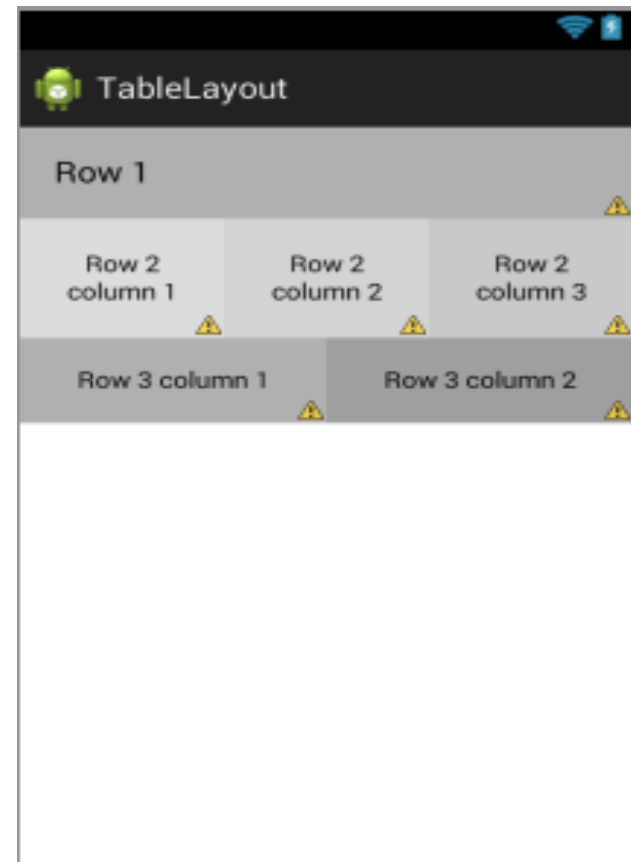 TableLayout
Row 1
Row 2
column 1
Row 2
column 2
Row 2
column 3
Row 3 column 1
Row 3 column 2